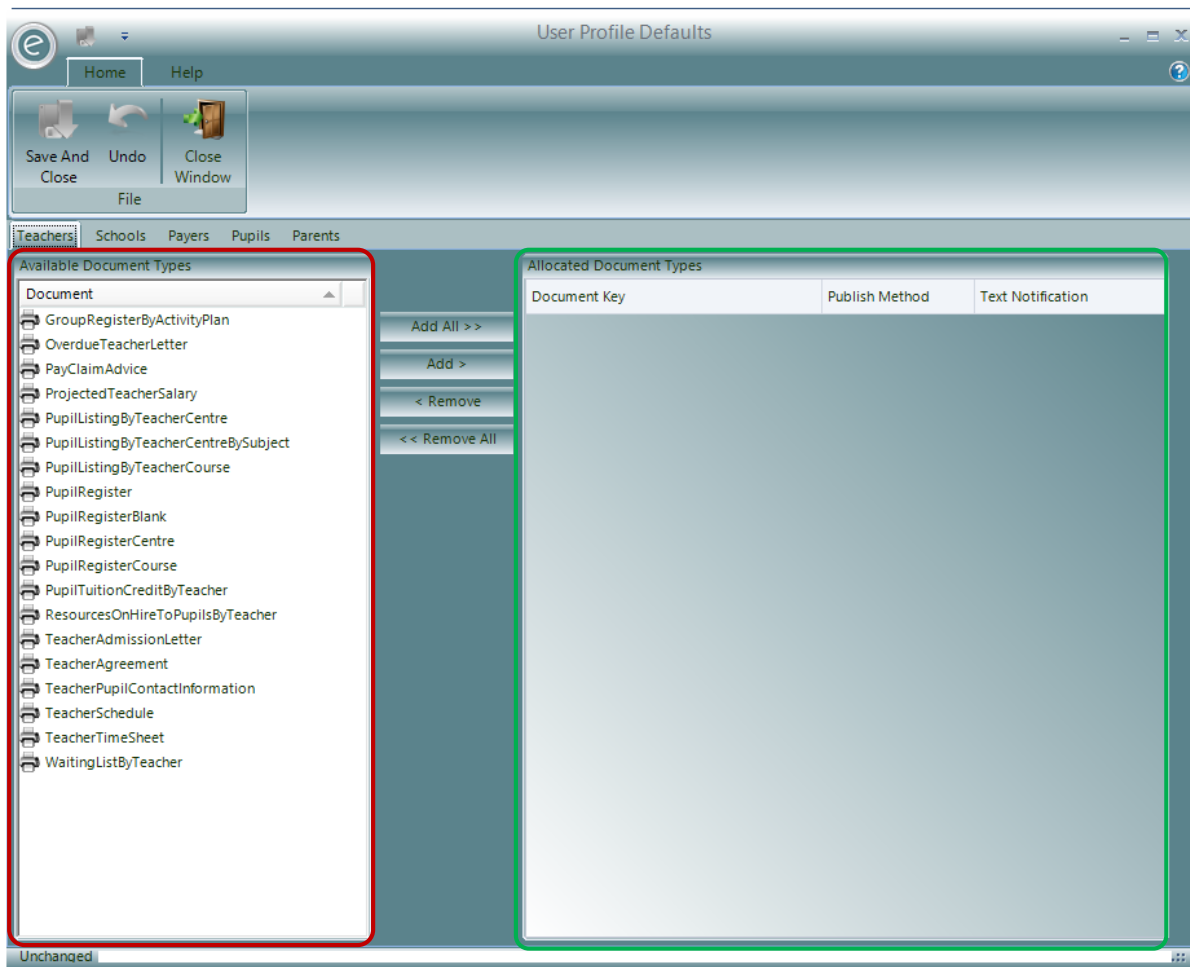 User Profile Defaults
e
Home Help
?
Save And Close Undo Close Window
File
Teachers Schools Payers Pupils Parents
Available Document Types
Document
GroupRegisterByActivityPlan
OverdueTeacherLetter
PayClaimAdvice
ProjectedTeacherSalary
PupilListingByTeacherCentre
PupilListingByTeacherCentreBySubject
PupilListingByTeacherCourse
PupilRegister
PupilRegisterBlank
PupilRegisterCentre
PupilRegisterCourse
PupilTuitionCreditByTeacher
ResourcesOnHireToPupilsByTeacher
TeacherAdmissionLetter
TeacherAgreement
TeacherPupilContactInformation
TeacherSchedule
TeacherTimeSheet
WaitingListByTeacher
Add All >>
Add >
< Remove
<< Remove All
Allocated Document Types
Document Key Publish Method Text Notification
Unchanged